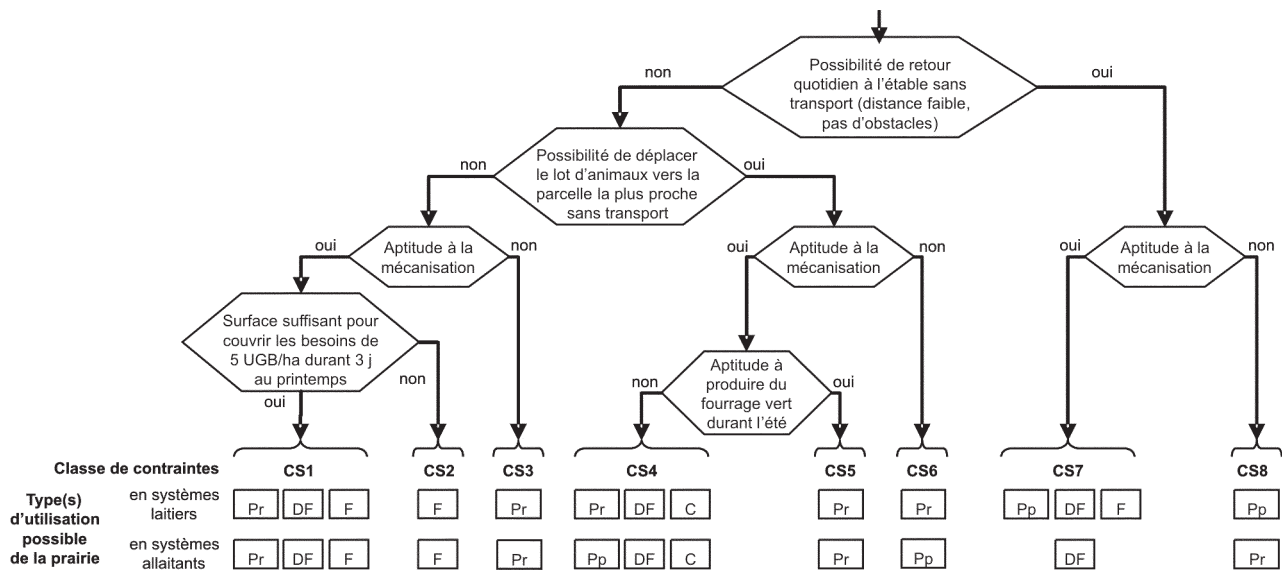 Possibilité de retour
quotidien à l'étable sans
transport (distance faible,
pas d'obstacles)
non
oui
Possibilité de déplacer
le lot d'animaux vers la
parcelle la plus proche
sans transport
non
oui
Aptitude à la
mécanisation
oui
non
Aptitude à la
mécanisation
oui
non
Aptitude à la
mécanisation
oui
non
Surface suffisant pour
couvrir les besoins de
5 UGB/ha durant 3 j
au printemps
non
oui
Aptitude à
produire du
fourrage vert
durant l'été
non
oui
Classe de contraintes CS1 CS2 CS3 CS4 CS5 CS6 CS7 CS8
Type(s)
d'utilisation
possible
de la prairie
en systèmes
laitiers
Pr DF F F Pr Pr DF C Pr Pr Pp DF F Pp
en systèmes
allaitants
Pr DF F F Pr Pp DF C Pr Pp DF Pr